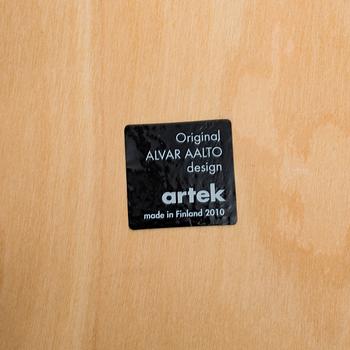 Original
ALVAR AALTO
design
artek
made in Finland 2010